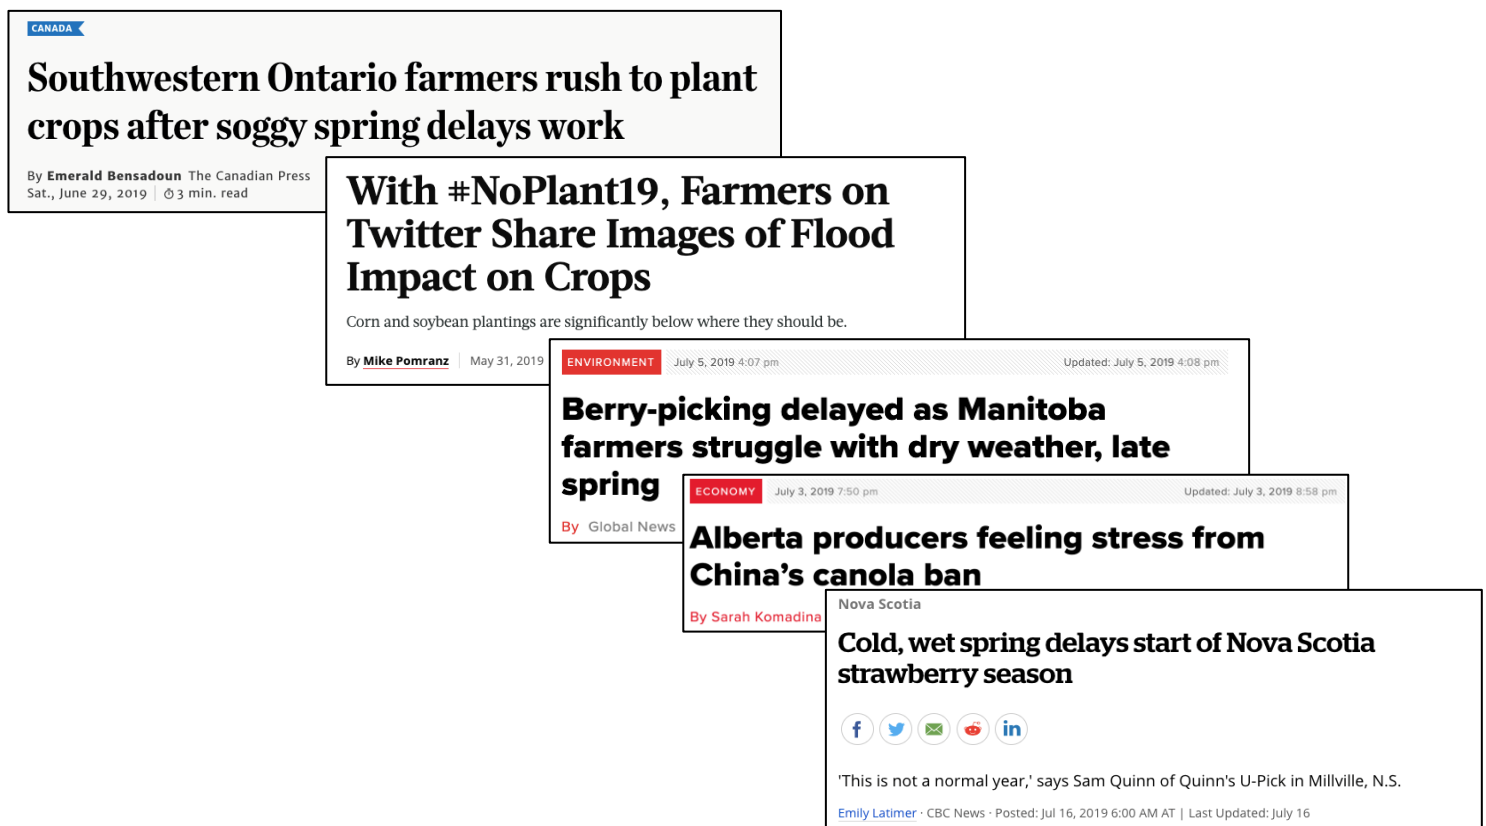 CANADA
Southwestern Ontario farmers rush to plant
crops after soggy spring delays work
By Emerald Bensadoun The Canadian Press
Sat., June 29, 2019 3 min. read
With #NoPlant19, Farmers on
Twitter Share Images of Flood
Impact on Crops
Corn and soybean plantings are significantly below where they should be.
By Mike Pomranz May 31, 2019
ENVIRONMENT July 5, 2019 4:07 pm Updated: July 5, 2019 4:08 pm
Berry-picking delayed as Manitoba
farmers struggle with dry weather, late
spring
By Global News
ECONOMY July 3, 2019 7:50 pm Updated: July 3, 2019 8:58 pm
Alberta producers feeling stress from
China’s canola ban
By Sarah Komadina
Nova Scotia
Cold, wet spring delays start of Nova Scotia
strawberry season
'This is not a normal year,' says Sam Quinn of Quinn's U-Pick in Millville, N.S.
Emily Latimer · CBC News · Posted: Jul 16, 2019 6:00 AM AT | Last Updated: July 16